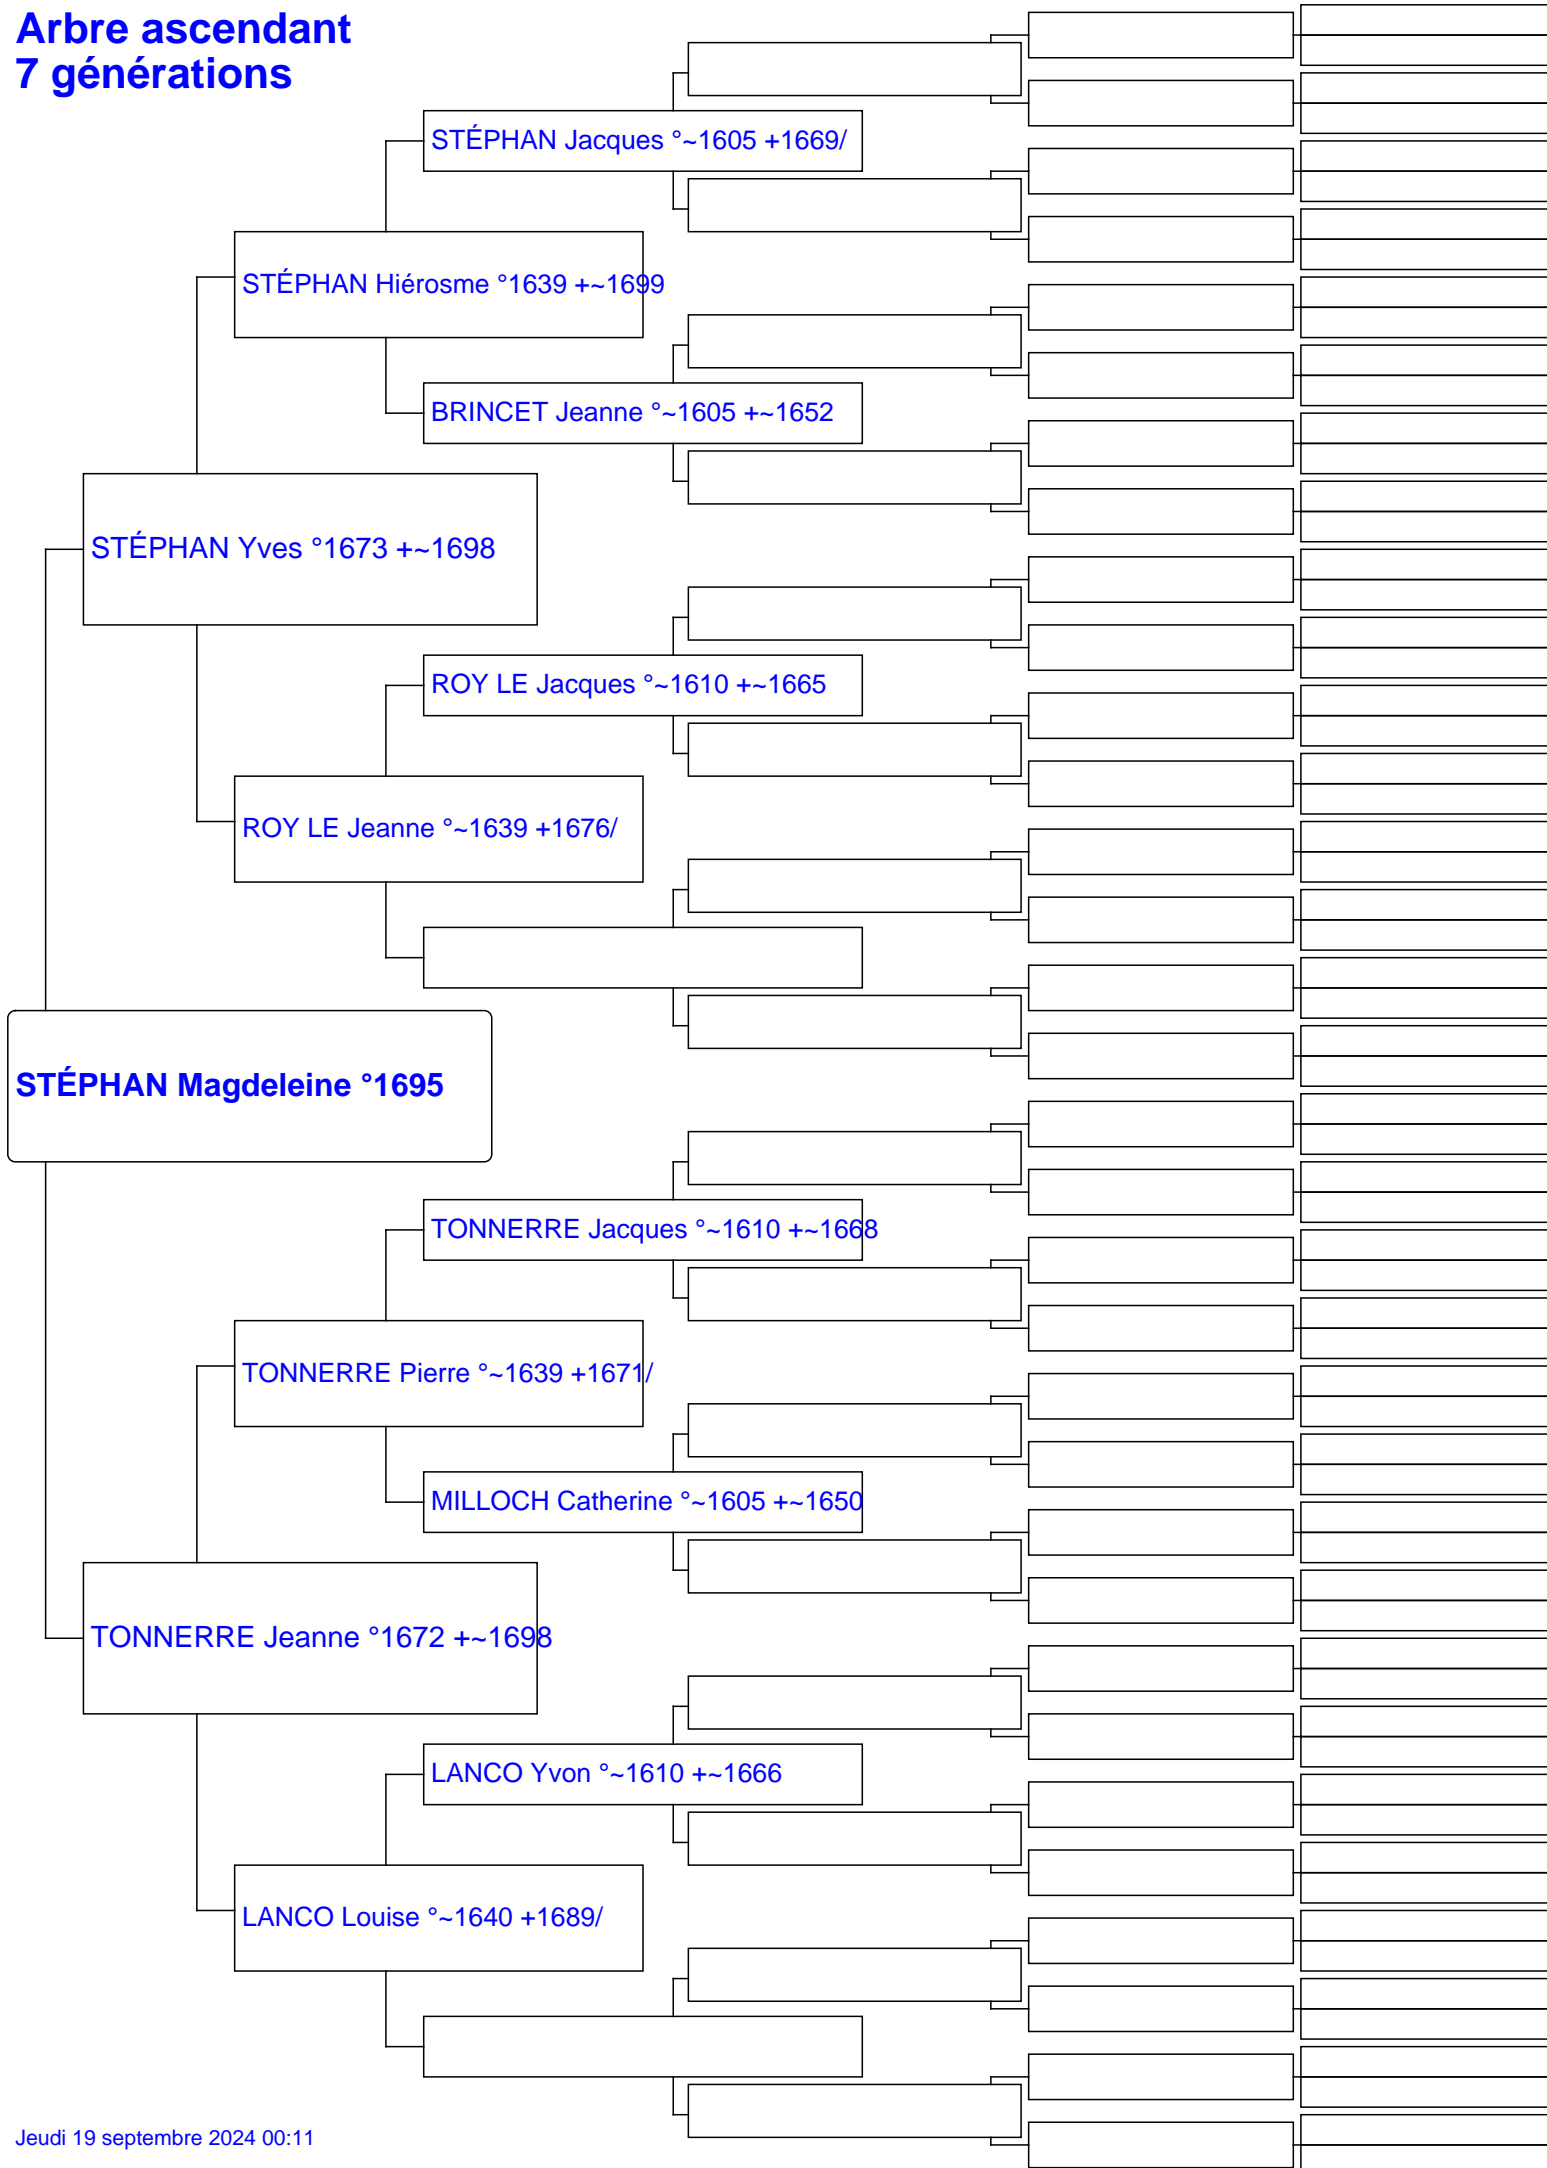 Arbre ascendant
7 générations
STÉPHAN Jacques °~1605 +1669/
STÉPHAN Hiérosme °1639 +~1699
BRINCET Jeanne °~1605 +~1652
STÉPHAN Yves °1673 +~1698
ROY LE Jacques °~1610 +~1665
ROY LE Jeanne °~1639 +1676/
STÉPHAN Magdeleine °1695
TONNERRE Jacques °~1610 +~1668
TONNERRE Pierre °~1639 +1671/
MILLOCH Catherine °~1605 +~1650
TONNERRE Jeanne °1672 +~1698
LANCO Yvon °~1610 +~1666
LANCO Louise °~1640 +1689/
Jeudi 19 septembre 2024 00:11